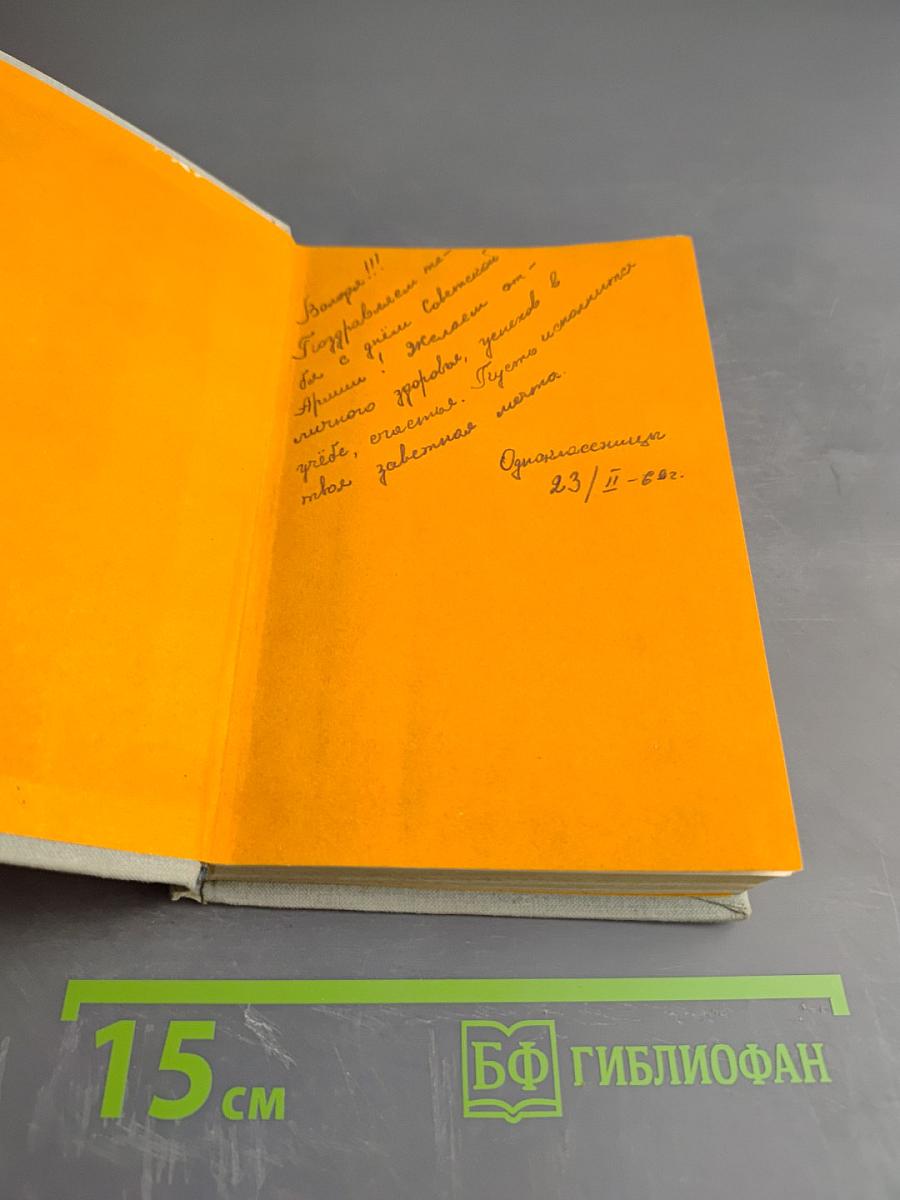 Володя!!!
Поздравляем те-
бя с днём Советской
Армии! Желаем от-
личного здоровья, успехов в
учёбе, счастья. Пусть исполнится
твоя заветная мечта.
Одноклассницы
23/II-69г.
15 см
БФ ГИБЛИОФАН